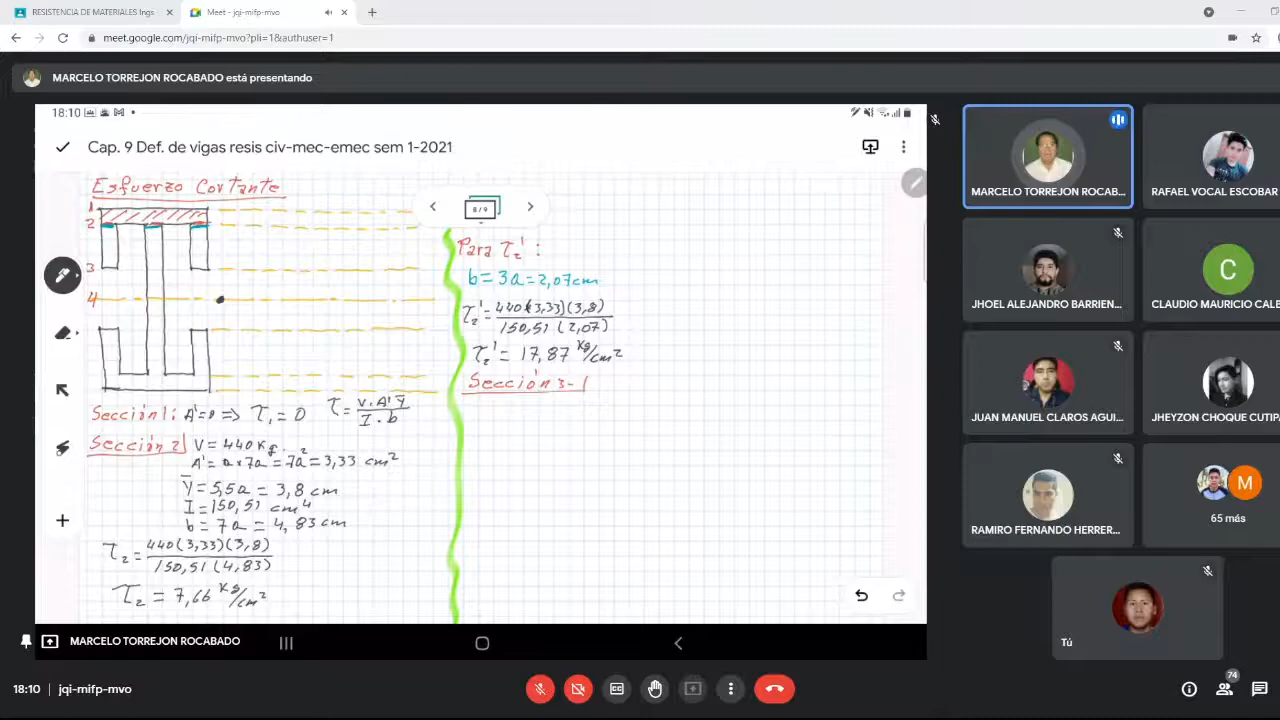 RESISTENCIA DE MATERIALES Ings
Meet - jqi-mifp-mvo
meet.google.com/jqi-mifp-mvo?pli=1&authuser=1
MARCELO TORREJON ROCABADO está presentando
18:10
Cap. 9 Def. de vigas resis civ-mec-emec sem 1-2021
8 / 9
Esfuerzo Cortante
1
2
3
4
Sección 1: A'=0 => τ₁ = 0 τ = V·A'ȳ / I·b
Sección 2 V = 440 Kg.
A' = a x 7a = 7a² = 3,33 cm²
ȳ = 5,5a = 3,8 cm
I = 150,51 cm⁴
b = 7a = 4,83 cm
τ₂ = 440(3,33)(3,8) / 150,51(4,83)
τ₂ = 7,66 Kg/cm²
Para τ₂':
b = 3a = 2,07cm
τ₂' = 440(3,33)(3,8) / 150,51(2,07)
τ₂' = 17,87 Kg/cm²
Sección 3-1
MARCELO TORREJON ROCAB...
RAFAEL VOCAL ESCOBAR
JHOEL ALEJANDRO BARRIEN...
C
CLAUDIO MAURICIO CALE
JUAN MANUEL CLAROS AGUI...
JHEYZON CHOQUE CUTIPA
RAMIRO FERNANDO HERRER...
M
65 más
Tú
MARCELO TORREJON ROCABADO
18:10 | jqi-mifp-mvo
74